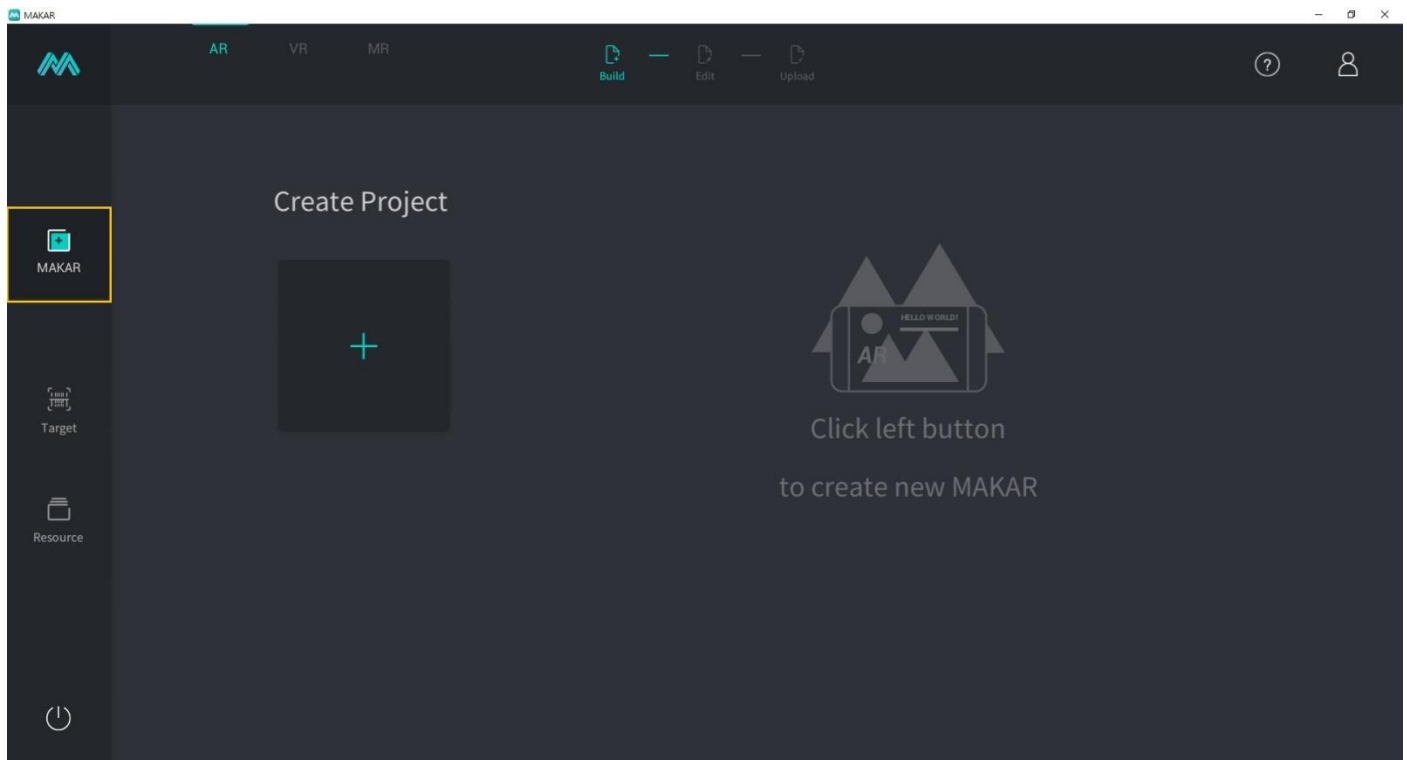 MAKAR
AR VR MR
Build Edit Upload
?
Create Project
MAKAR
HELLO WORLD!
AR
Target
Click left button
to create new MAKAR
Resource